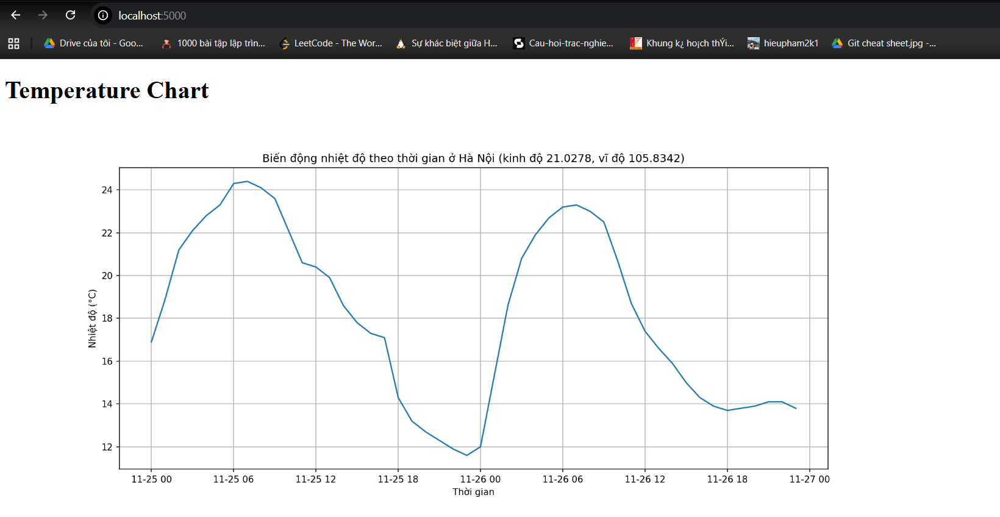 localhost:5000
Drive của tôi - Goo...
1000 bài tập lập trìn...
LeetCode - The Wor...
Sự khác biệt giữa H...
Cau-hoi-trac-nghie...
Khung k¿ ho¡ch thÝi...
hieupham2k1
Git cheat sheet.jpg -...
Temperature Chart
Biến động nhiệt độ theo thời gian ở Hà Nội (kinh độ 21.0278, vĩ độ 105.8342)
24
22
20
18
16
14
12
Nhiệt độ (°C)
11-25 00
11-25 06
11-25 12
11-25 18
11-26 00
11-26 06
11-26 12
11-26 18
11-27 00
Thời gian